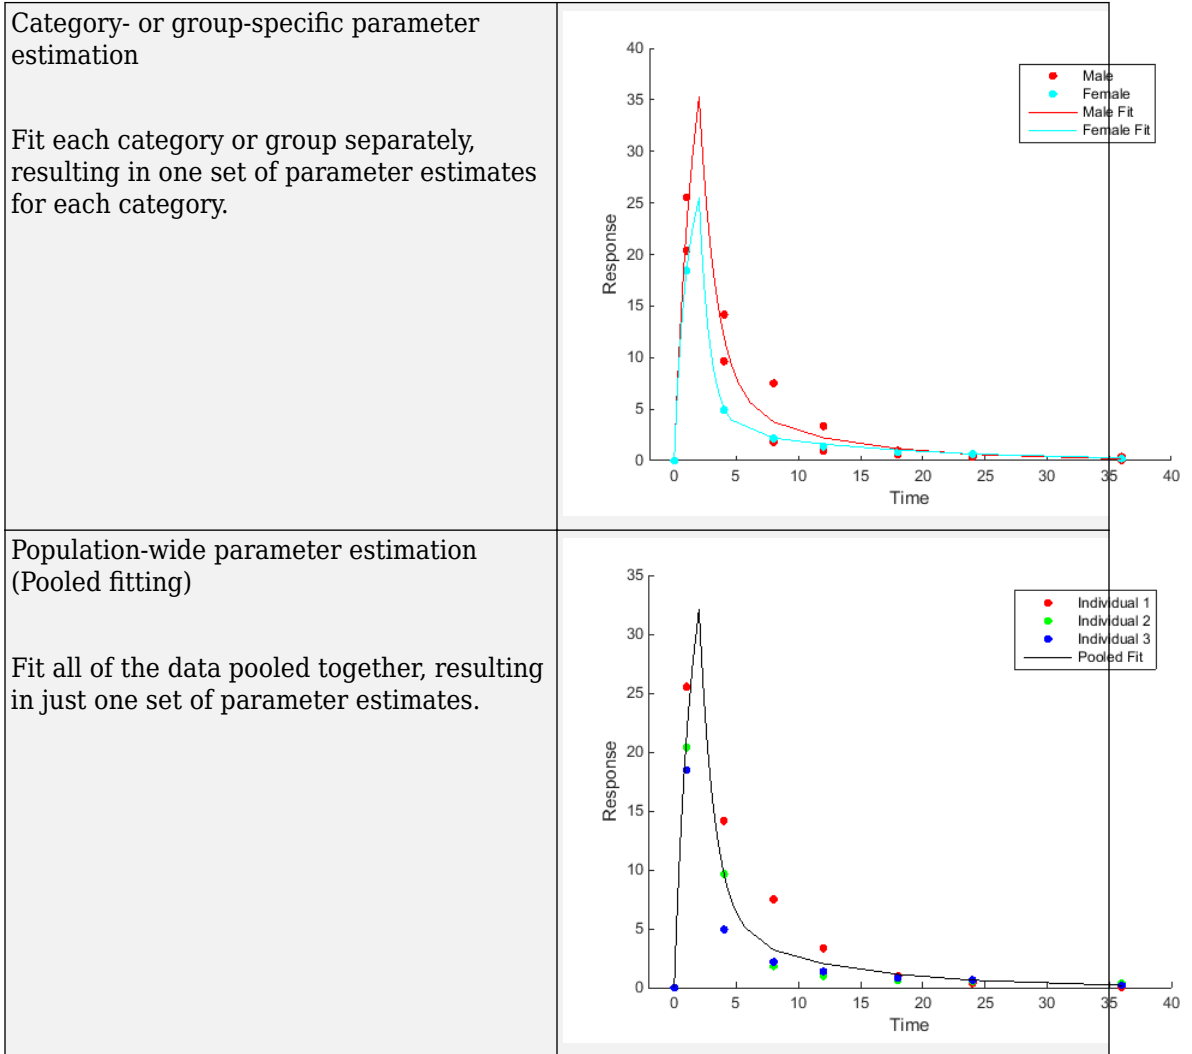 Category- or group-specific parameter
estimation
Fit each category or group separately,
resulting in one set of parameter estimates
for each category.
40
35
30
25
20
15
10
5
0
Response
0 5 10 15 20 25 30 35 40
Time
Male
Female
Male Fit
Female Fit
Population-wide parameter estimation
(Pooled fitting)
Fit all of the data pooled together, resulting
in just one set of parameter estimates.
35
30
25
20
15
10
5
0
Response
0 5 10 15 20 25 30 35 40
Time
Individual 1
Individual 2
Individual 3
Pooled Fit